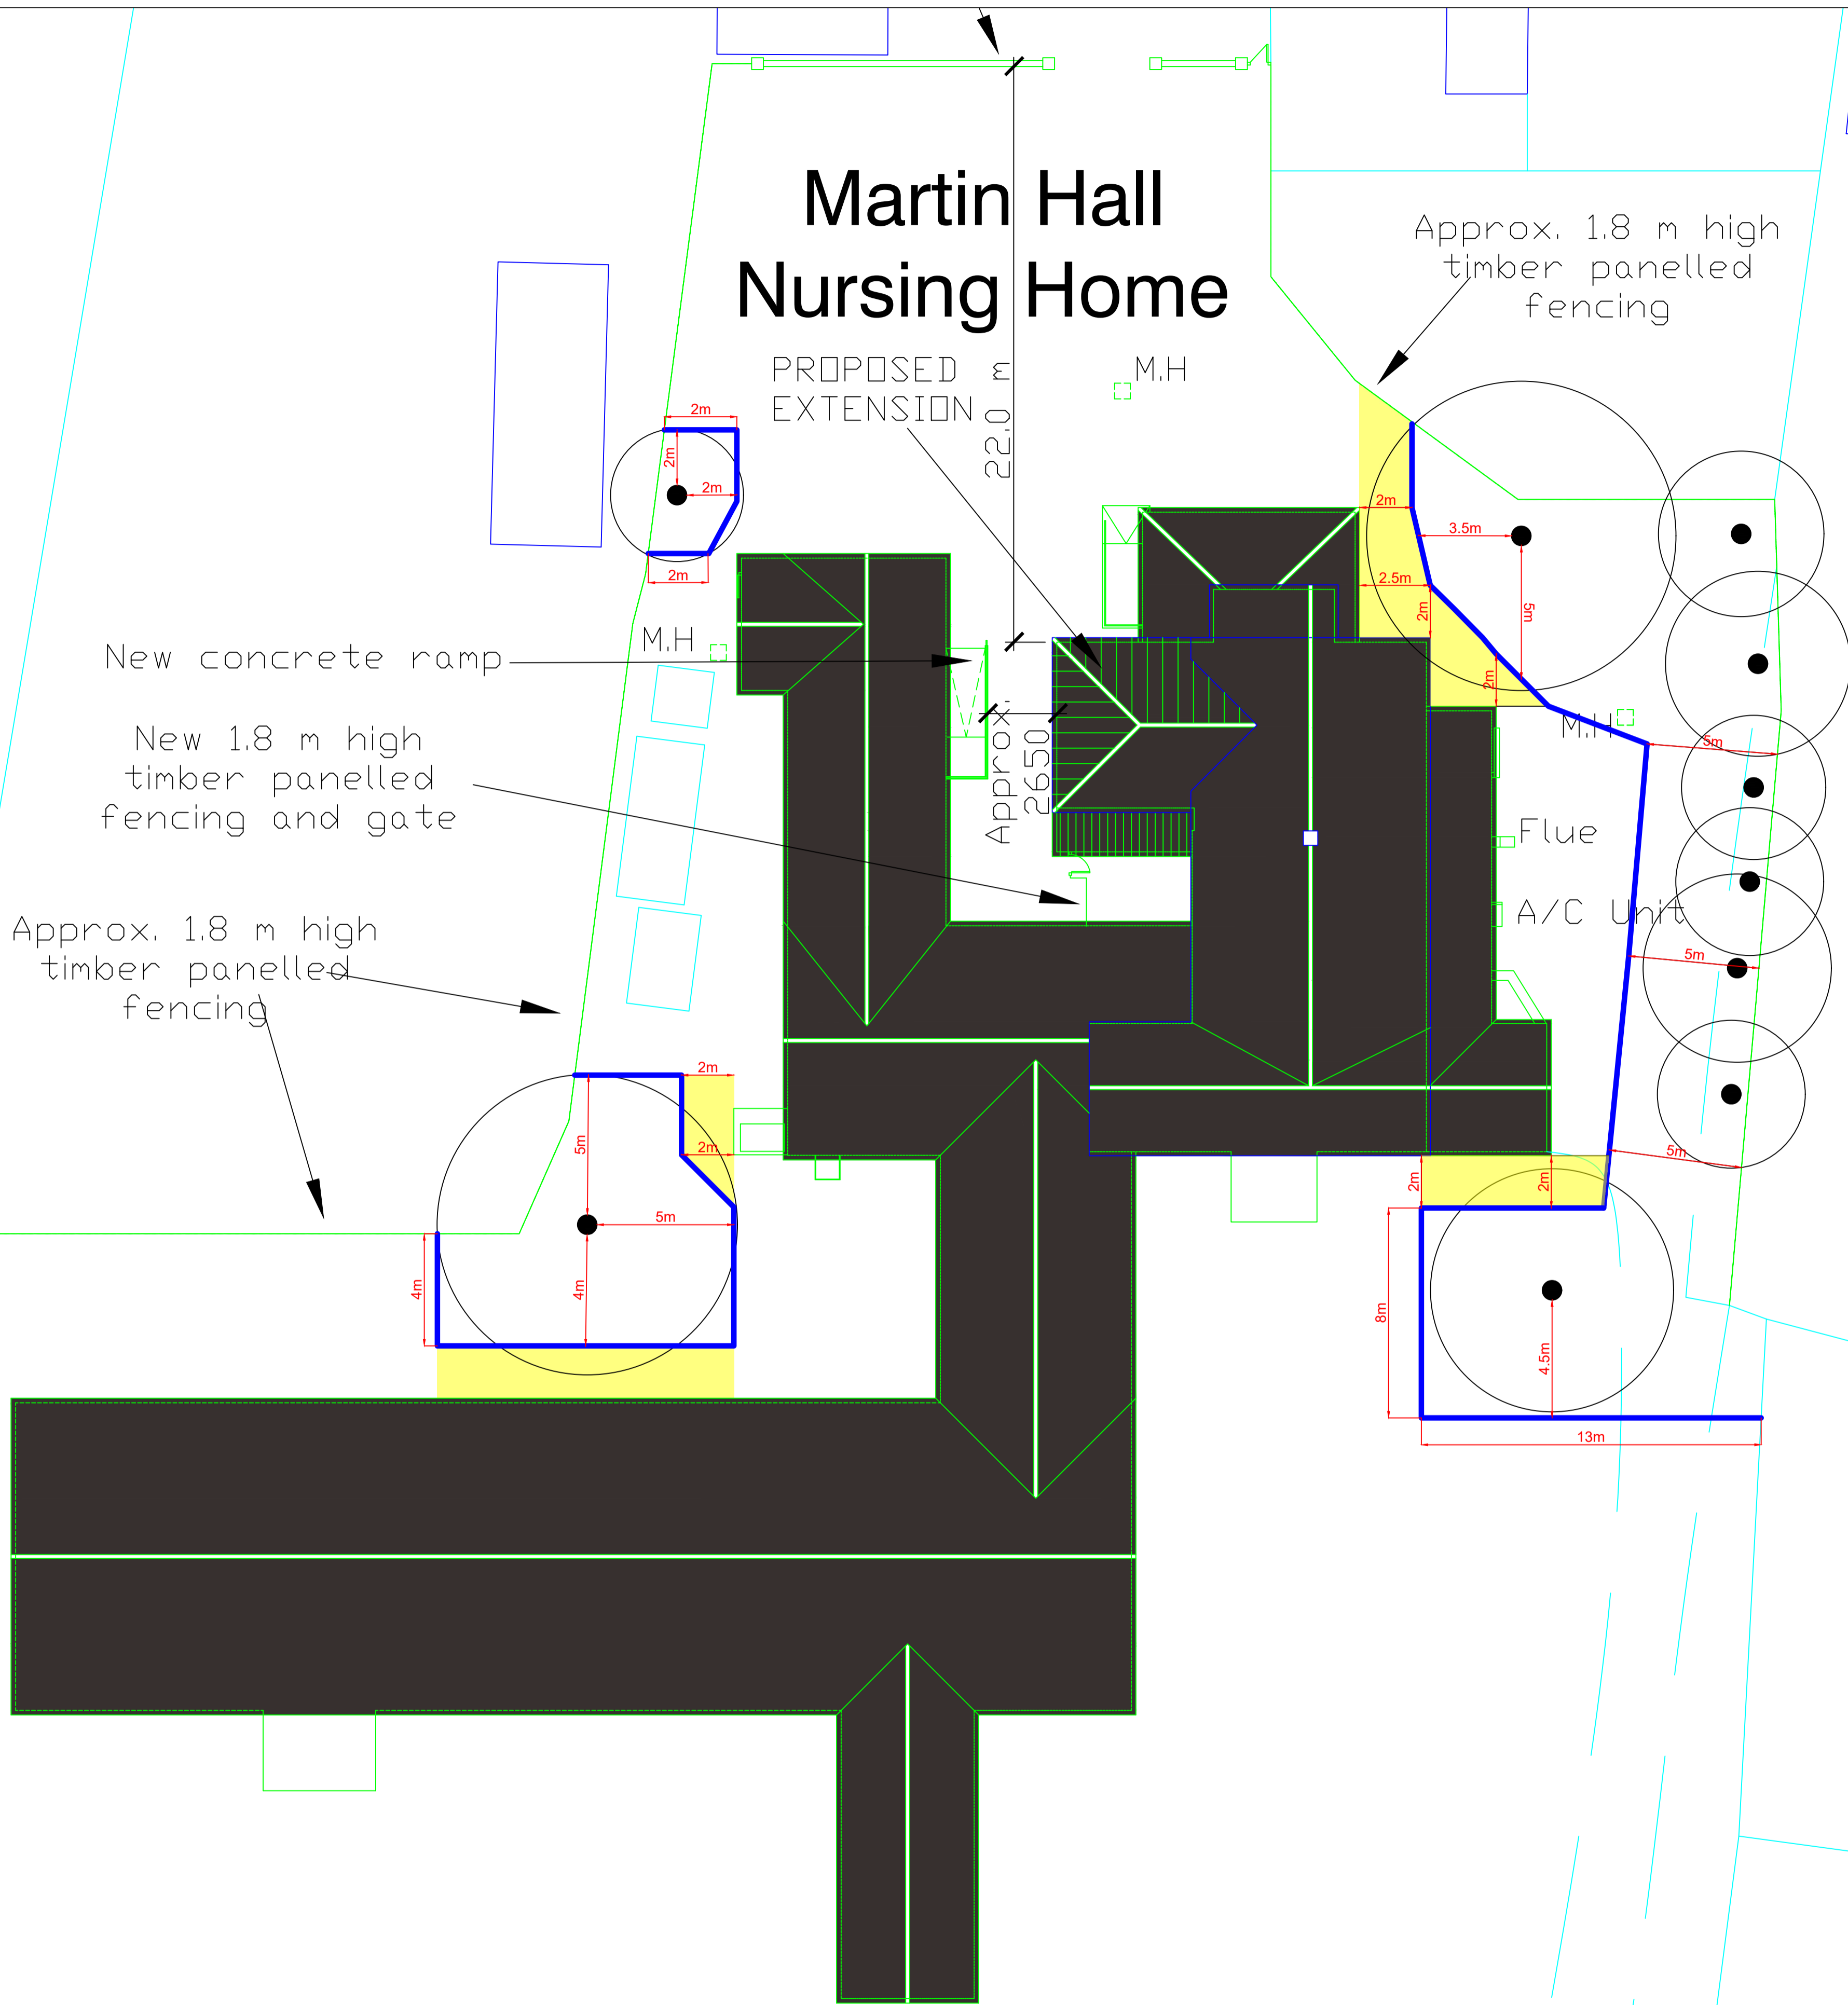 Martin Hall
Nursing Home
Approx. 1.8 m high
timber panelled
fencing
PROPOSED
EXTENSION
22.0 m
M.H
2m
2m
2m
2m
2m
3.5m
2.5m
2m
5m
2m
M.H
New concrete ramp
New 1.8 m high
timber panelled
fencing and gate
Approx.
2650
M.H
5m
Flue
A/C Unit
5m
Approx. 1.8 m high
timber panelled
fencing
2m
5m
2m
5m
4m
4m
5m
2m
2m
8m
4.5m
13m